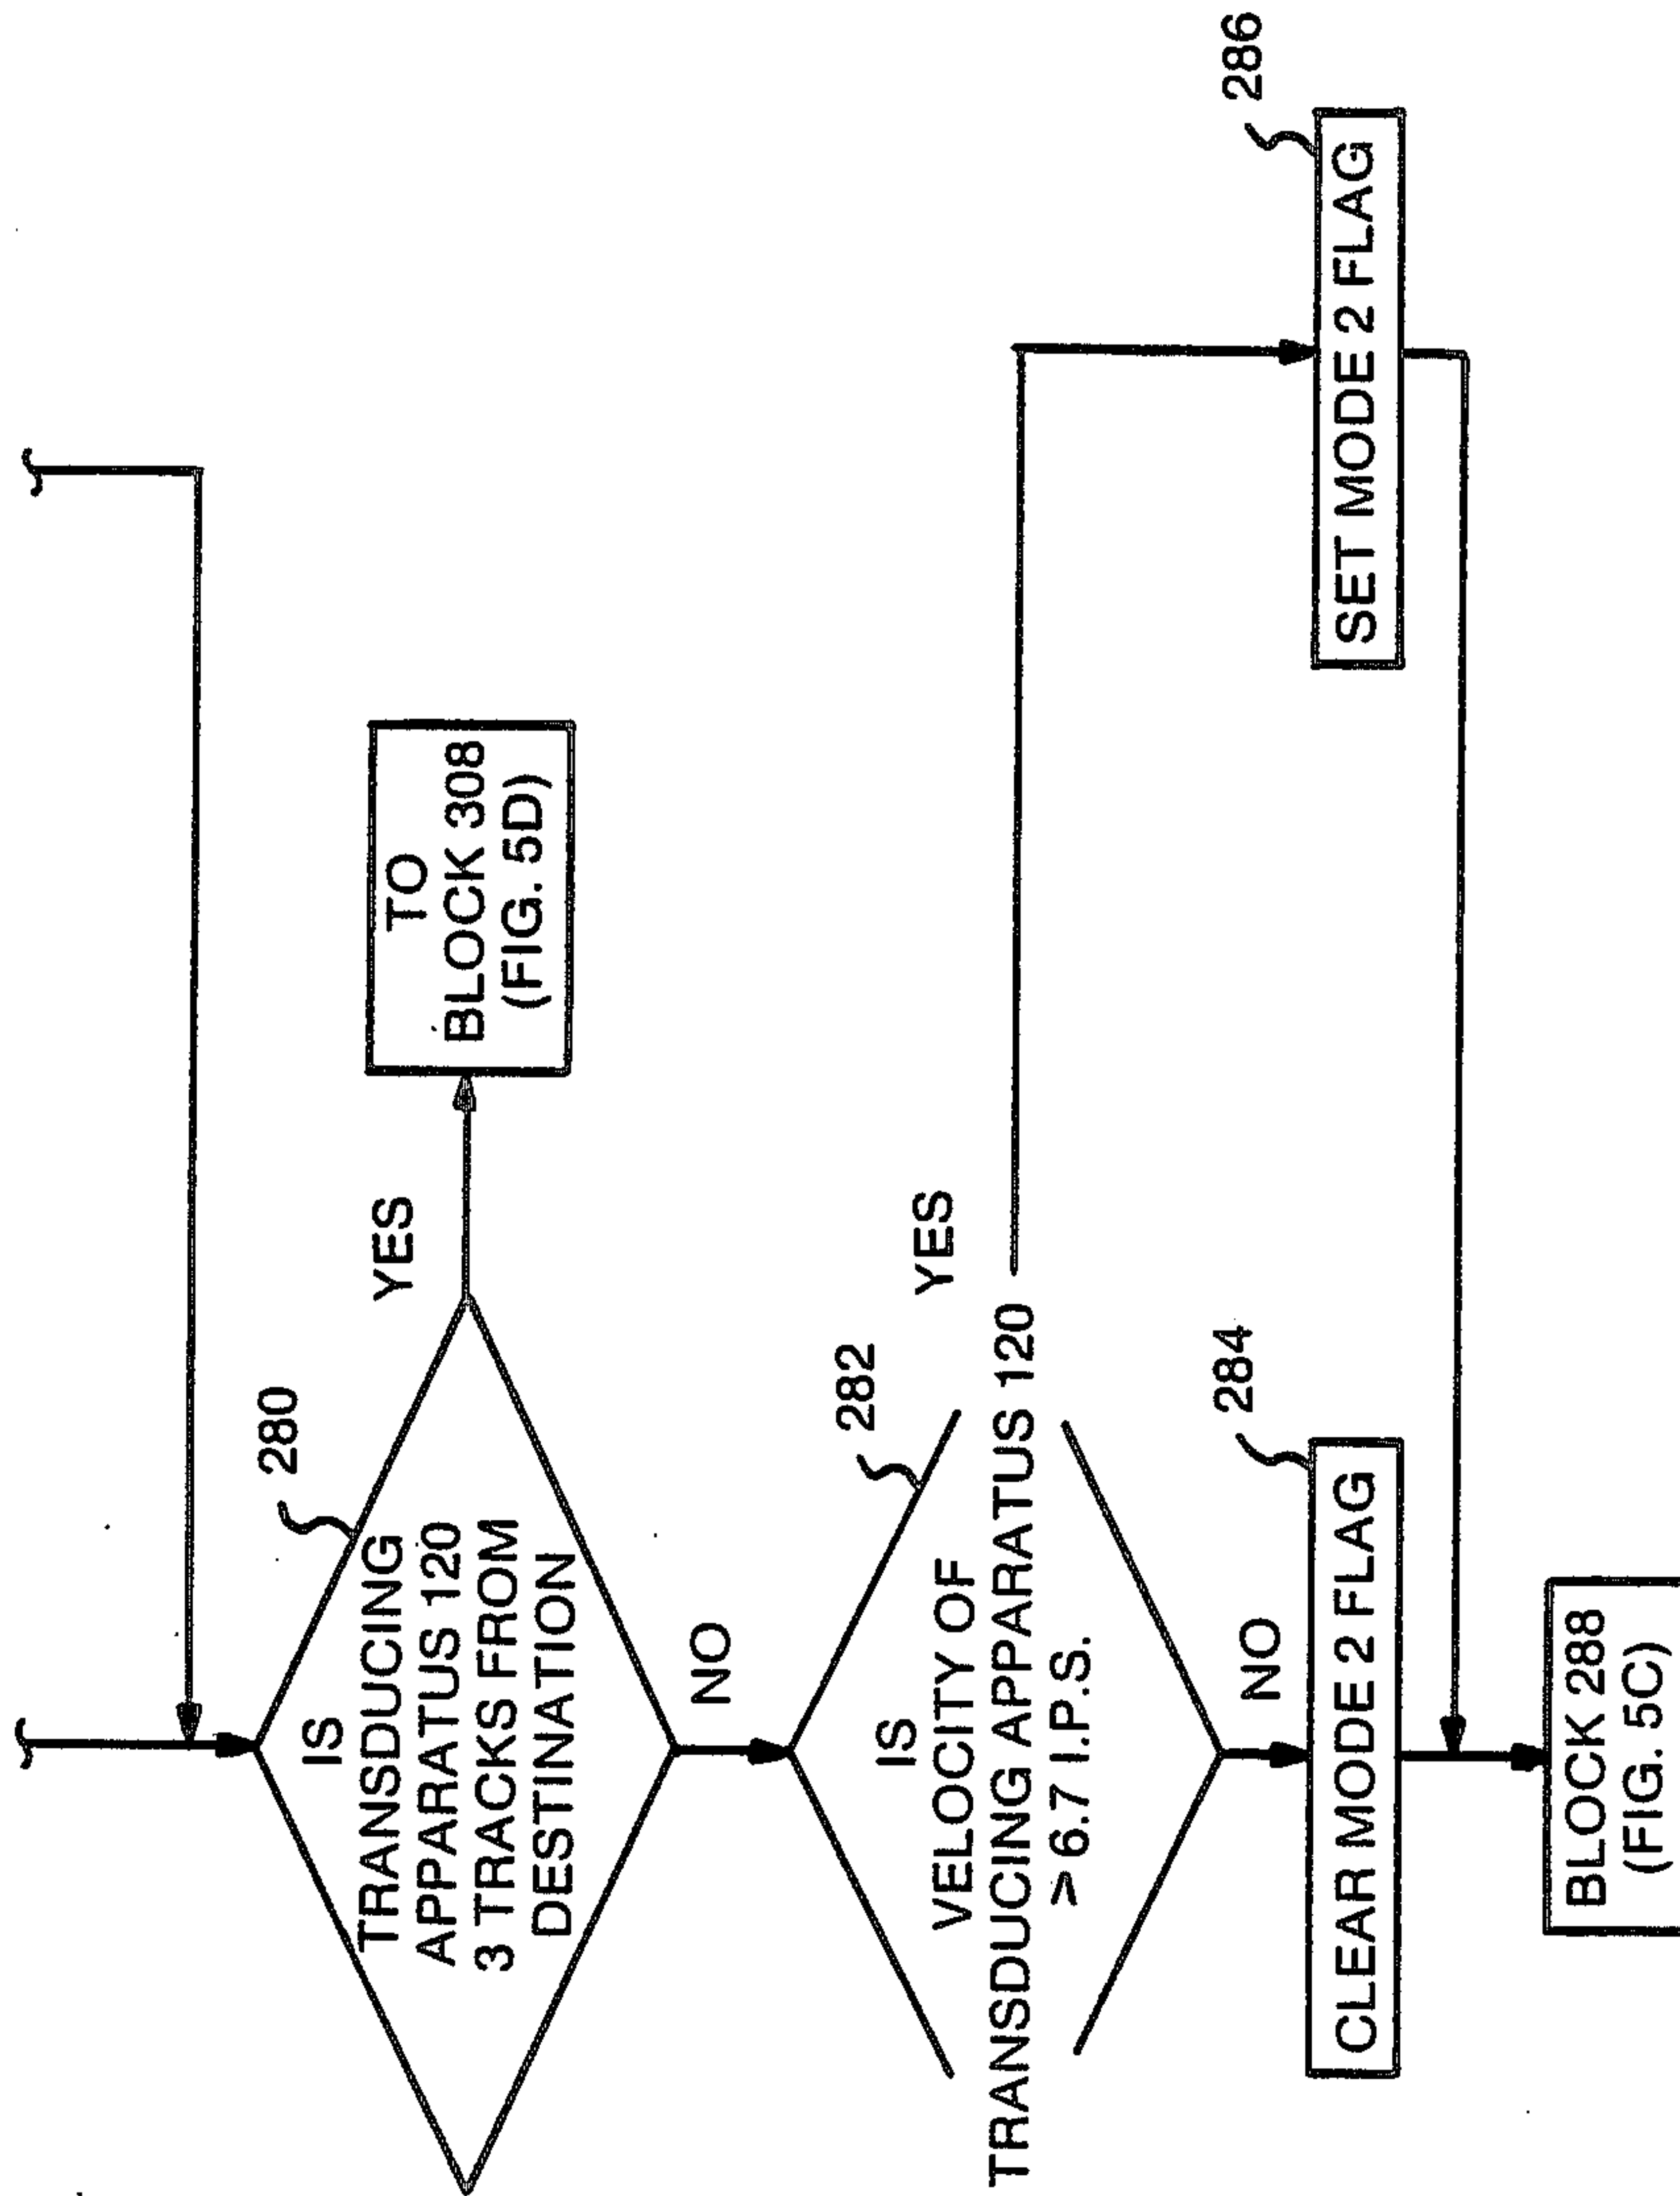 280
IS
TRANSDUCING
APPARATUS 120
3 TRACKS FROM
DESTINATION
YES
TO
BLOCK 308
(FIG. 5D)
NO
282
IS
VELOCITY OF
TRANSDUCING APPARATUS 120
> 6.7 I.P.S.
YES
NO
284
CLEAR MODE 2 FLAG
286
SET MODE 2 FLAG
BLOCK 288
(FIG. 5C)